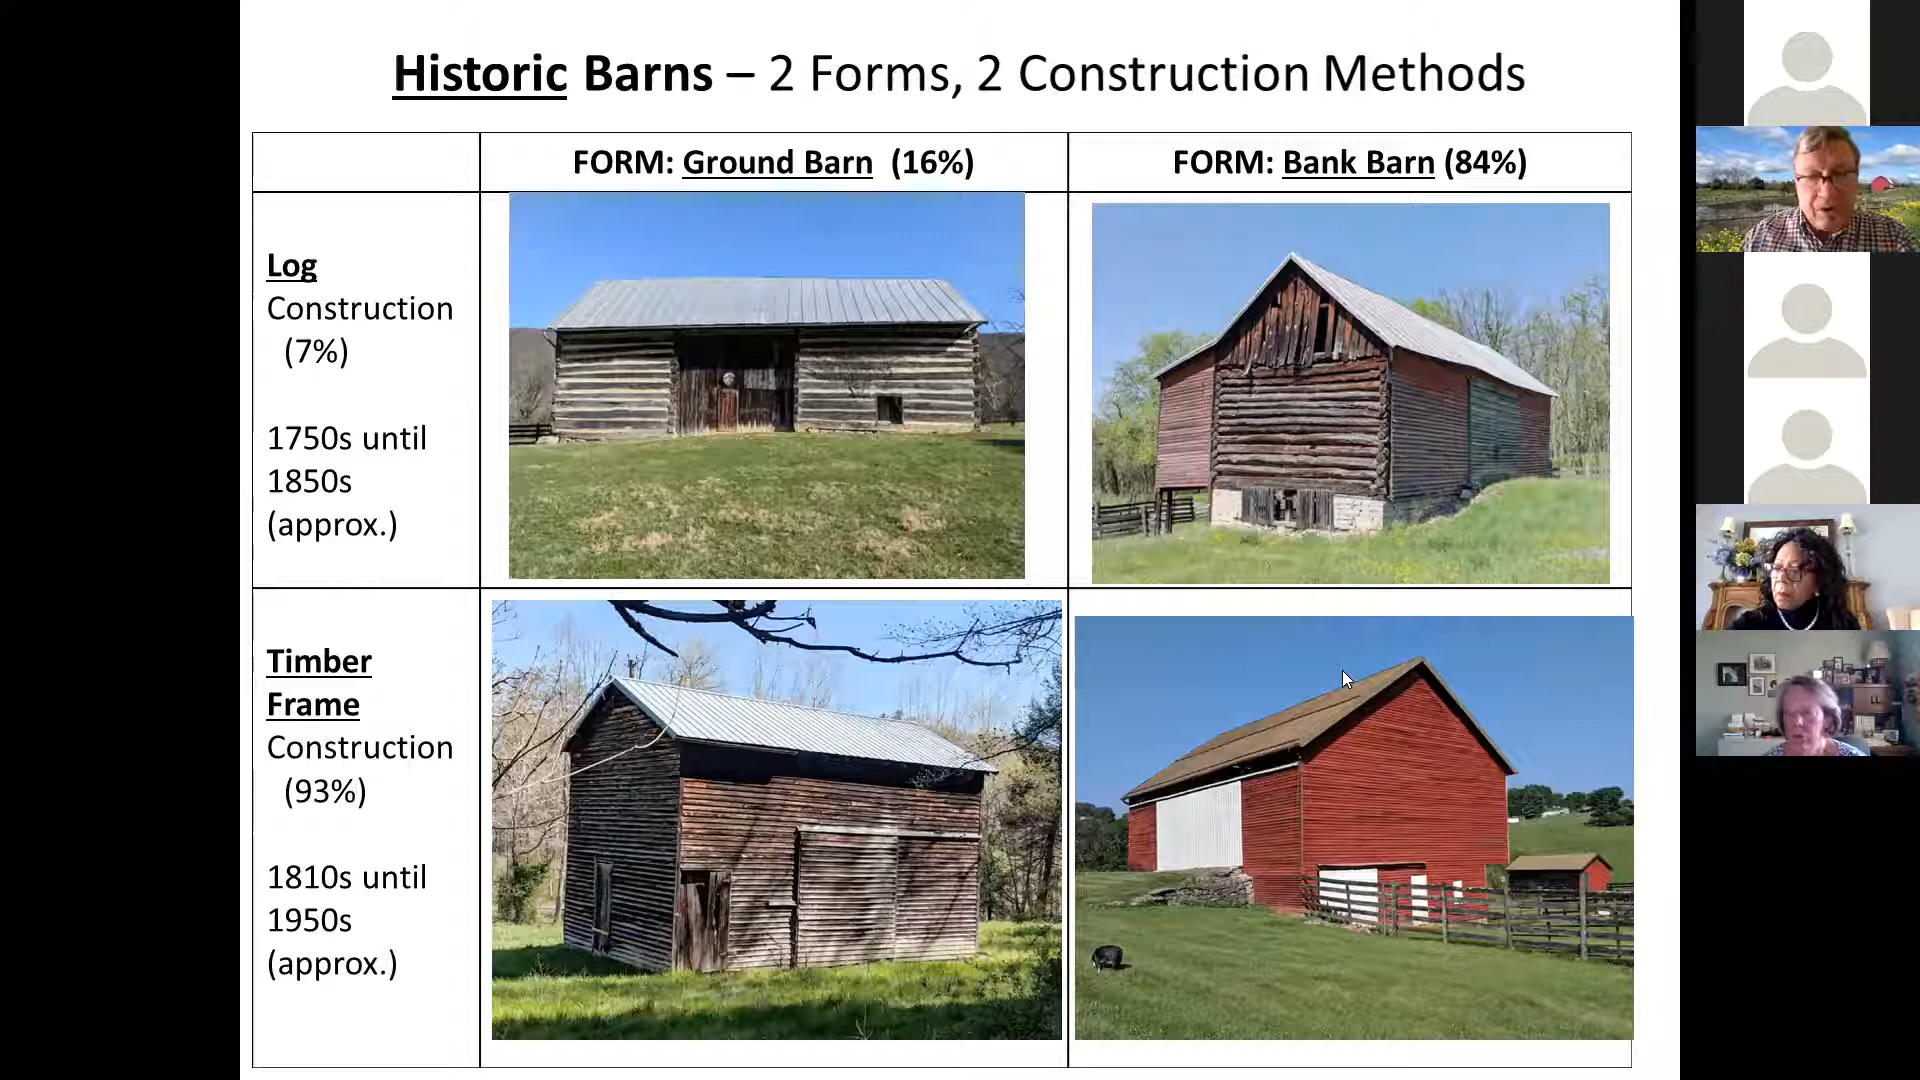 Historic Barns – 2 Forms, 2 Construction Methods
FORM: Ground Barn (16%)
FORM: Bank Barn (84%)
Log
Construction
(7%)
1750s until
1850s
(approx.)
Timber
Frame
Construction
(93%)
1810s until
1950s
(approx.)